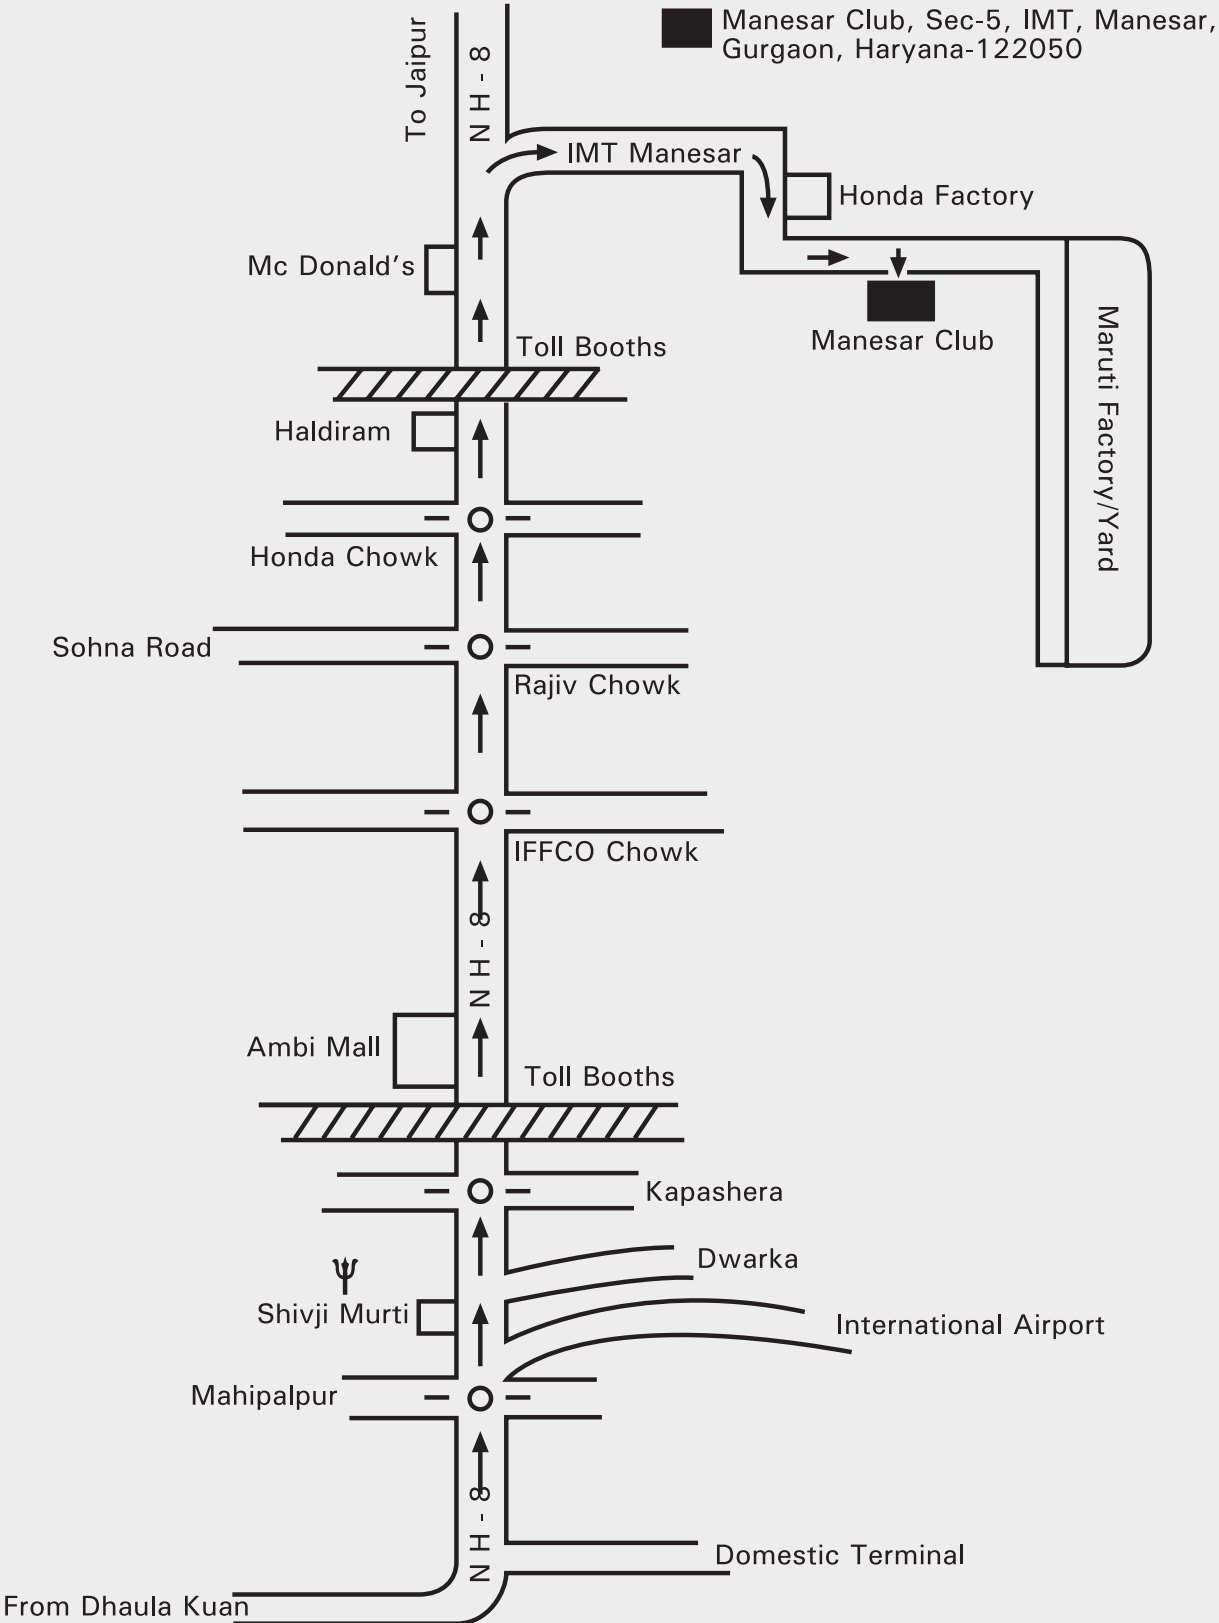 Manesar Club, Sec-5, IMT, Manesar,
Gurgaon, Haryana-122050
To Jaipur
NH-8
IMT Manesar
Honda Factory
Mc Donald's
Manesar Club
Maruti Factory/Yard
Toll Booths
Haldiram
Honda Chowk
Sohna Road
Rajiv Chowk
IFFCO Chowk
NH-8
Ambi Mall
Toll Booths
Kapashera
Dwarka
Shivji Murti
International Airport
Mahipalpur
NH-8
Domestic Terminal
From Dhaula Kuan